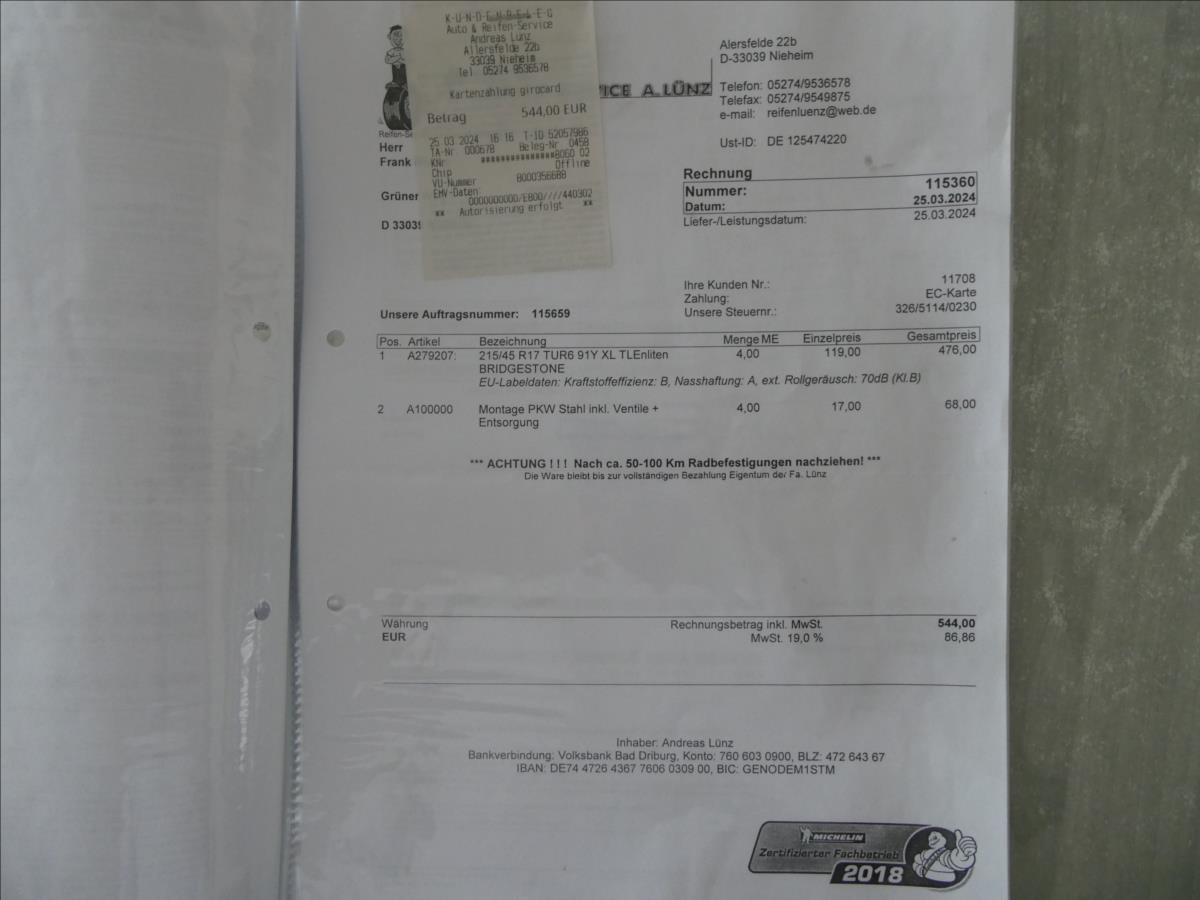 K-U-N-D-E-N-B-E-L-E-G
Auto & Reifen-Service
Andreas Lünz
Allersfelde 22b
33039 Nieheim
Tel. 05274 9536578
Kartenzahlung girocard
Betrag 544,00 EUR
25.03.2024 16:16 T-ID 52057986
TA-Nr. 000678 Beleg-Nr. 0458
KNr. ###############8060 02
Chip Offline
VU-Nummer 8000356688
EMV-Daten:
0000000000/E800////440302
** Autorisierung erfolgt **
Reifen-Se
Herr
Frank
Grüner
D 33039
VICE A. LÜNZ
Alersfelde 22b
D-33039 Nieheim
Telefon: 05274/9536578
Telefax: 05274/9549875
e-mail: reifenluenz@web.de
Ust-ID: DE 125474220
Rechnung
Nummer: 115360
Datum: 25.03.2024
Liefer-/Leistungsdatum: 25.03.2024
Ihre Kunden Nr.: 11708
Zahlung: EC-Karte
Unsere Steuernr.: 326/5114/0230
Unsere Auftragsnummer: 115659
Pos. Artikel Bezeichnung Menge ME Einzelpreis Gesamtpreis
1 A279207: 215/45 R17 TUR6 91Y XL TLEnliten 4,00 119,00 476,00
BRIDGESTONE
EU-Labeldaten: Kraftstoffeffizienz: B, Nasshaftung: A, ext. Rollgeräusch: 70dB (Kl.B)
2 A100000 Montage PKW Stahl inkl. Ventile + 4,00 17,00 68,00
Entsorgung
*** ACHTUNG ! ! ! Nach ca. 50-100 Km Radbefestigungen nachziehen! ***
Die Ware bleibt bis zur vollständigen Bezahlung Eigentum der Fa. Lünz
Währung Rechnungsbetrag inkl. MwSt. 544,00
EUR MwSt. 19,0 % 86,86
Inhaber: Andreas Lünz
Bankverbindung: Volksbank Bad Driburg, Konto: 760 603 0900, BLZ: 472 643 67
IBAN: DE74 4726 4367 7606 0309 00, BIC: GENODEM1STM
MICHELIN
Zertifizierter Fachbetrieb
2018